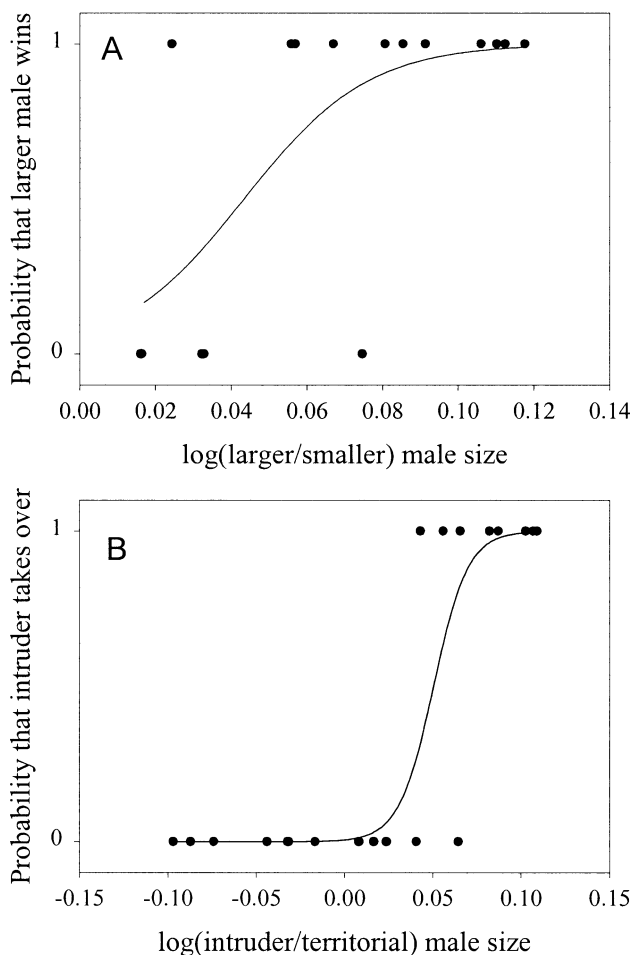 A
Probability that larger male wins
1
0
0.00 0.02 0.04 0.06 0.08 0.10 0.12 0.14
log(larger/smaller) male size
B
Probability that intruder takes over
1
0
-0.15 -0.10 -0.05 0.00 0.05 0.10 0.15
log(intruder/territorial) male size